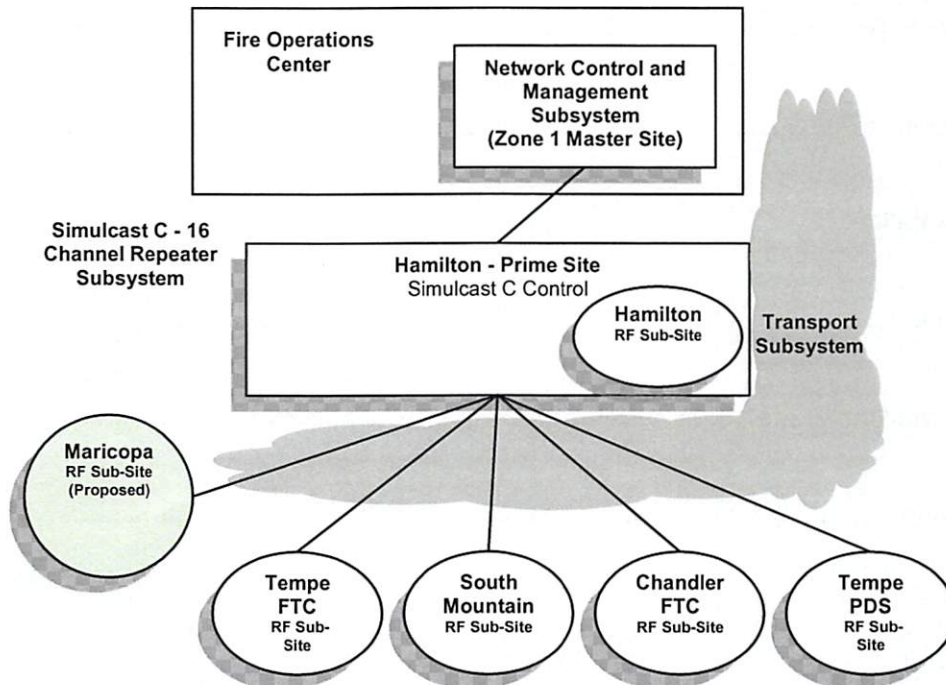 Fire Operations
Center
Network Control and
Management
Subsystem
(Zone 1 Master Site)
Simulcast C - 16
Channel Repeater
Subsystem
Hamilton - Prime Site
Simulcast C Control
Hamilton
RF Sub-Site
Transport
Subsystem
Maricopa
RF Sub-Site
(Proposed)
Tempe
FTC
RF Sub-
Site
South
Mountain
RF Sub-Site
Chandler
FTC
RF Sub-Site
Tempe
PDS
RF Sub-
Site